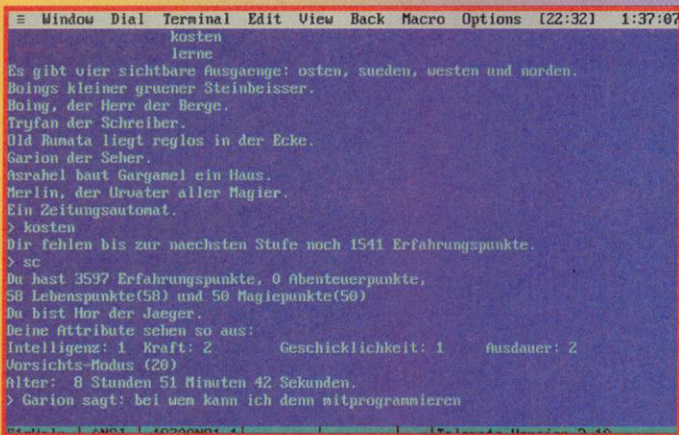 ≡ Window Dial Terminal Edit View Back Macro Options [22:32] 1:37:07
kosten
lerne
Es gibt vier sichtbare Ausgaenge: osten, sueden, westen und norden.
Boings kleiner gruener Steinbeisser.
Boing, der Herr der Berge.
Tryfan der Schreiber.
Old Rumata liegt reglos in der Ecke.
Garion der Seher.
Asrahel baut Gargamel ein Haus.
Merlin, der Urvater aller Magier.
Ein Zeitungsautomat.
> kosten
Dir fehlen bis zur naechsten Stufe noch 1541 Erfahrungspunkte.
> sc
Du hast 3597 Erfahrungspunkte, 0 Abenteuerpunkte,
58 Lebenspunkte(58) und 50 Magiepunkte(50)
Du bist Hor der Jaeger.
Deine Attribute sehen so aus:
Intelligenz: 1 Kraft: 2 Geschicklichkeit: 1 Ausdauer: 2
Vorsichts-Modus (20)
Alter: 8 Stunden 51 Minuten 42 Sekunden.
> Garion sagt: bei wem kann ich denn mitprogrammieren